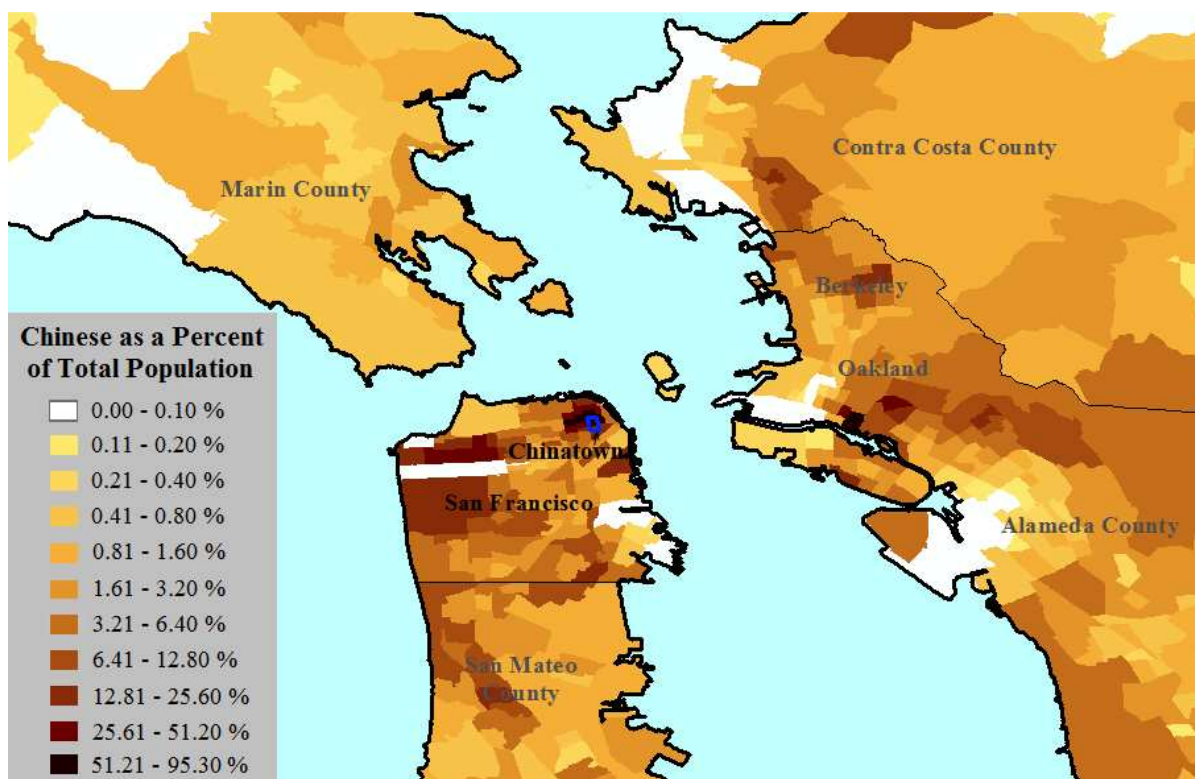 Contra Costa County
Marin County
Berkeley
Chinese as a Percent
of Total Population
0.00 - 0.10 %
0.11 - 0.20 %
0.21 - 0.40 %
0.41 - 0.80 %
0.81 - 1.60 %
1.61 - 3.20 %
3.21 - 6.40 %
6.41 - 12.80 %
12.81 - 25.60 %
25.61 - 51.20 %
51.21 - 95.30 %
Oakland
Chinatown
San Francisco
Alameda County
San Mateo
County